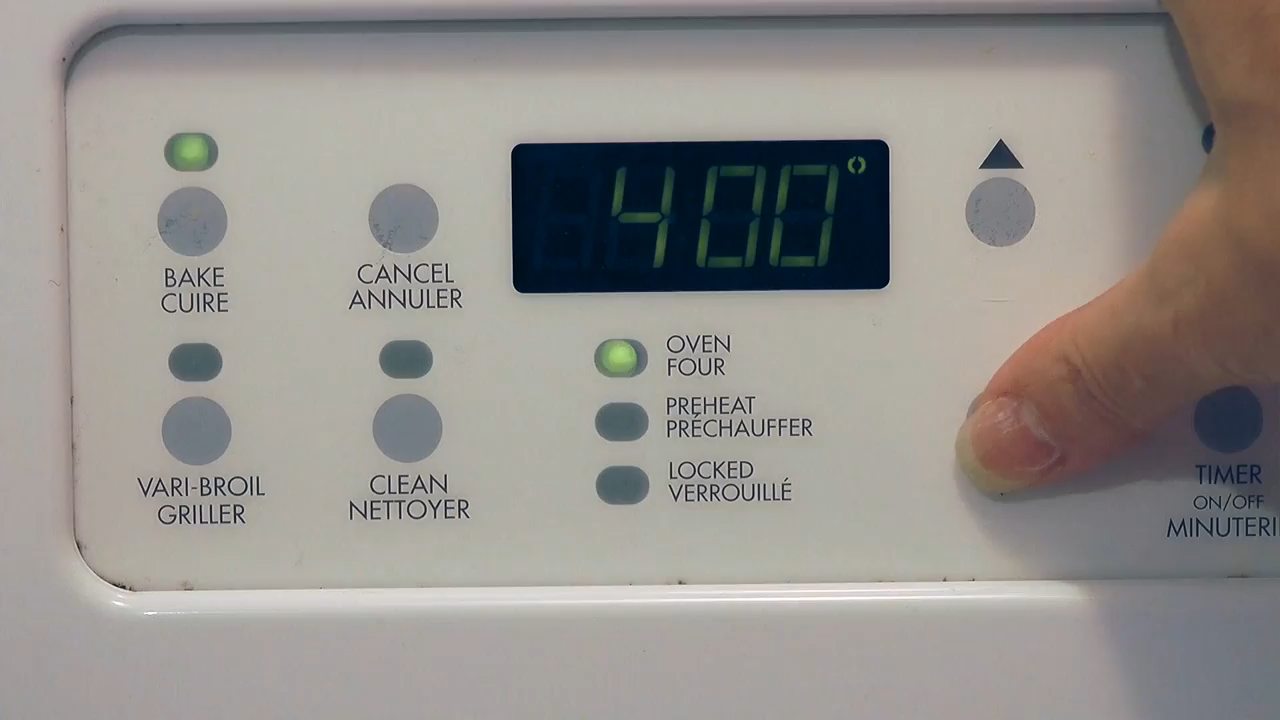 400°
BAKE
CUIRE
CANCEL
ANNULER
OVEN
FOUR
PREHEAT
PRÉCHAUFFER
LOCKED
VERROUILLÉ
VARI-BROIL
GRILLER
CLEAN
NETTOYER
TIMER
ON/OFF
MINUTERI